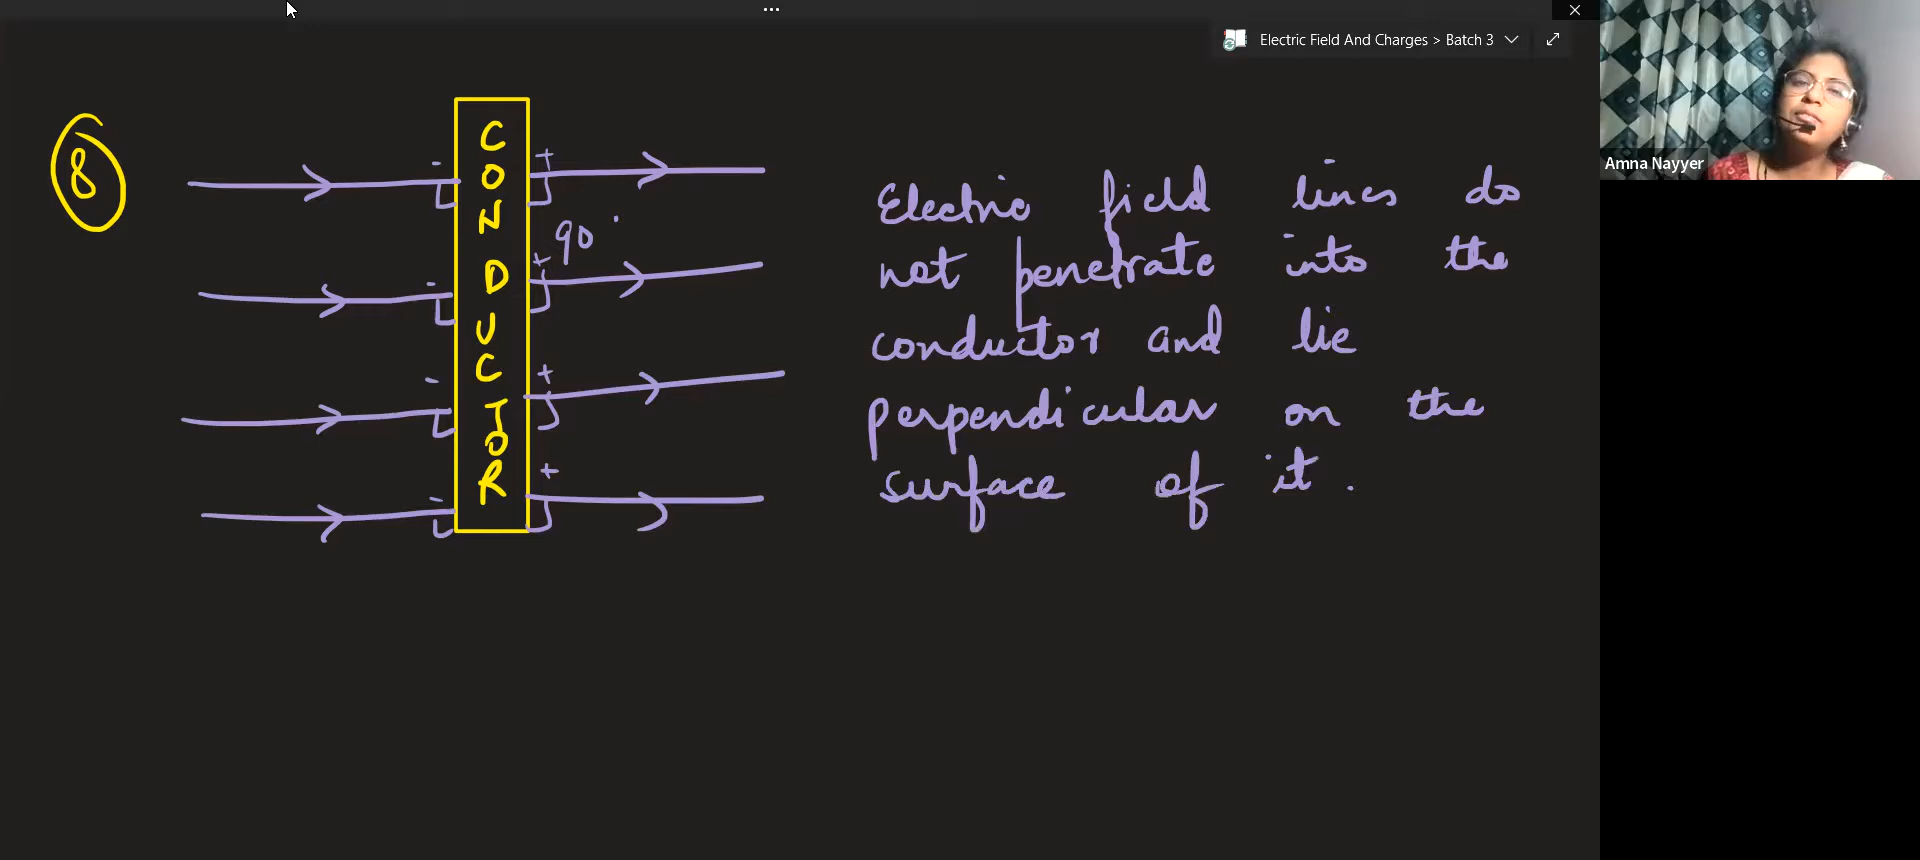 ...
Electric Field And Charges > Batch 3
Amna Nayyer
8
C
O
N
D
U
C
T
O
R
- +
- +
- +
- +
90°
Electric field lines do
not penetrate into the
conductor and lie
perpendicular on the
surface of it.